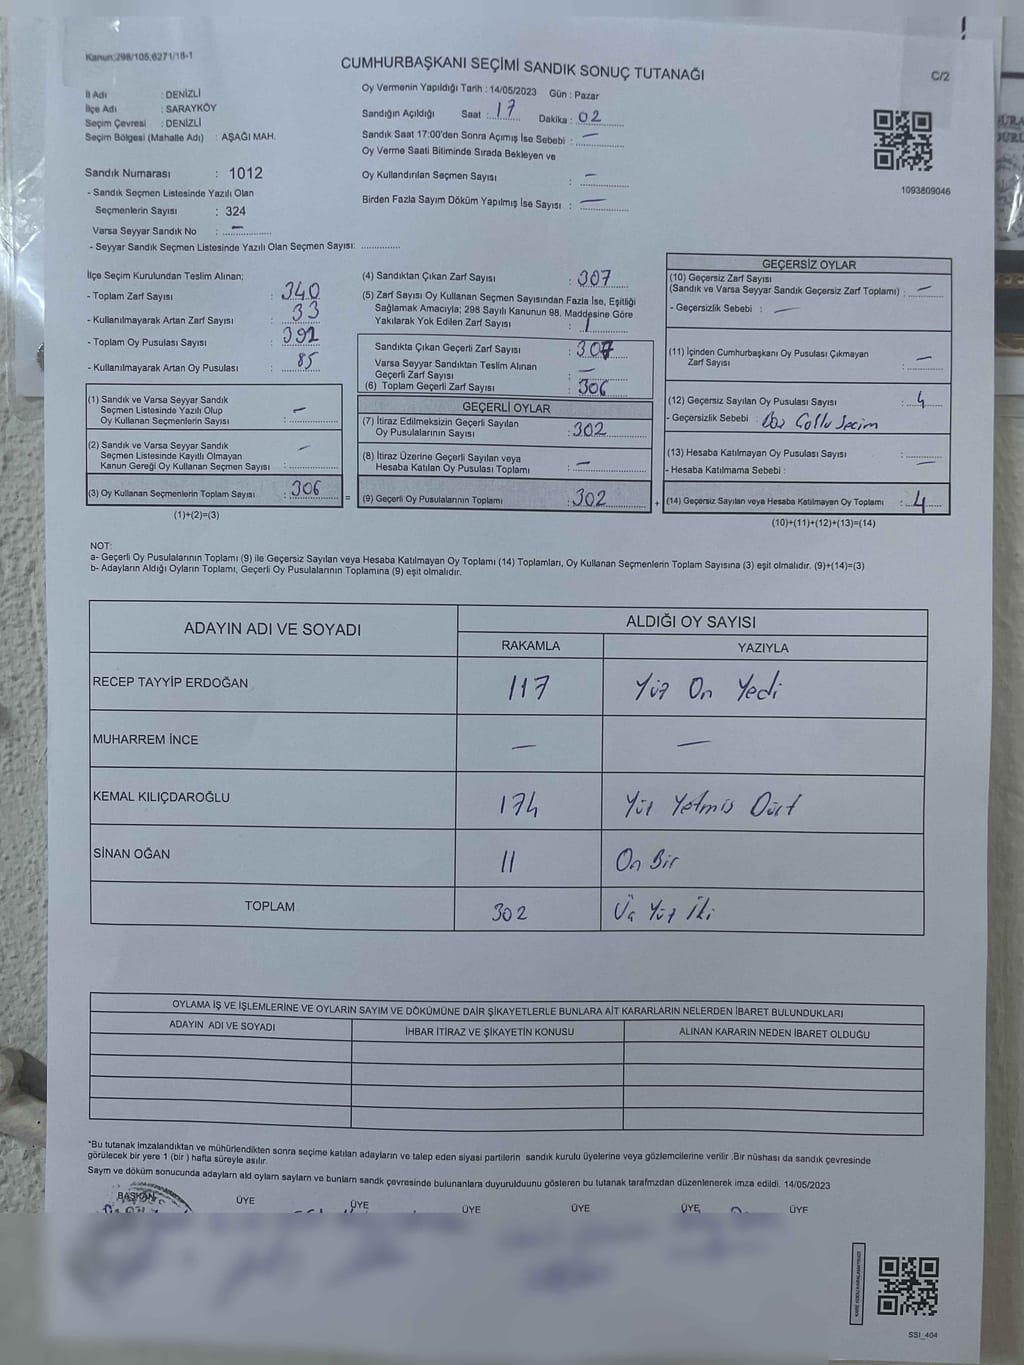 Kanun:298/105;6271/18-1
CUMHURBAŞKANI SEÇİMİ SANDIK SONUÇ TUTANAĞI
C/2
İl Adı : DENİZLİ
İlçe Adı : SARAYKÖY
Seçim Çevresi : DENİZLİ
Seçim Bölgesi (Mahalle Adı) : AŞAĞI MAH.
Oy Vermenin Yapıldığı Tarih : 14/05/2023 Gün : Pazar
Sandığın Açıldığı Saat : 17 Dakika : 02
Sandık Saat 17:00'den Sonra Açımış İse Sebebi : —
Oy Verme Saati Bitiminde Sırada Bekleyen ve
Oy Kullandırılan Seçmen Sayısı : —
Birden Fazla Sayım Döküm Yapılmış İse Sayısı : —
1093809046
Sandık Numarası : 1012
- Sandık Seçmen Listesinde Yazılı Olan
Seçmenlerin Sayısı : 324
Varsa Seyyar Sandık No : —
- Seyyar Sandık Seçmen Listesinde Yazılı Olan Seçmen Sayısı: ............
İlçe Seçim Kurulundan Teslim Alınan;
- Toplam Zarf Sayısı : 340
- Kullanılmayarak Artan Zarf Sayısı : 33
- Toplam Oy Pusulası Sayısı : 392
- Kullanılmayarak Artan Oy Pusulası : 85
(1) Sandık ve Varsa Seyyar Sandık
Seçmen Listesinde Yazılı Olup
Oy Kullanan Seçmenlerin Sayısı : —
(2) Sandık ve Varsa Seyyar Sandık
Seçmen Listesinde Kayıtlı Olmayan
Kanun Gereği Oy Kullanan Seçmen Sayısı : —
(3) Oy Kullanan Seçmenlerin Toplam Sayısı : 306 =
(1)+(2)=(3)
(4) Sandıktan Çıkan Zarf Sayısı : 307
(5) Zarf Sayısı Oy Kullanan Seçmen Sayısından Fazla İse, Eşitliği
Sağlamak Amacıyla; 298 Sayılı Kanunun 98. Maddesine Göre
Yakılarak Yok Edilen Zarf Sayısı : 1
Sandıkta Çıkan Geçerli Zarf Sayısı : 307
Varsa Seyyar Sandıktan Teslim Alınan
Geçerli Zarf Sayısı : —
(6) Toplam Geçerli Zarf Sayısı : 306
GEÇERLİ OYLAR
(7) İtiraz Edilmeksizin Geçerli Sayılan
Oy Pusulalarının Sayısı : 302
(8) İtiraz Üzerine Geçerli Sayılan veya
Hesaba Katılan Oy Pusulası Toplamı : —
(9) Geçerli Oy Pusulalarının Toplamı : 302 +
GEÇERSİZ OYLAR
(10) Geçersiz Zarf Sayısı
(Sandık ve Varsa Seyyar Sandık Geçersiz Zarf Toplamı) : —
- Geçersizlik Sebebi : —
(11) İçinden Cumhurbaşkanı Oy Pusulası Çıkmayan
Zarf Sayısı : —
(12) Geçersiz Sayılan Oy Pusulası Sayısı : 4
- Geçersizlik Sebebi :
(13) Hesaba Katılmayan Oy Pusulası Sayısı : —
- Hesaba Katılmama Sebebi :
(14) Geçersiz Sayılan veya Hesaba Katılmayan Oy Toplamı : 4
(10)+(11)+(12)+(13)=(14)
NOT:
a- Geçerli Oy Pusulalarının Toplamı (9) ile Geçersiz Sayılan veya Hesaba Katılmayan Oy Toplamı (14) Toplamları, Oy Kullanan Seçmenlerin Toplam Sayısına (3) eşit olmalıdır. (9)+(14)=(3)
b- Adayların Aldığı Oyların Toplamı, Geçerli Oy Pusulalarının Toplamına (9) eşit olmalıdır.
ADAYIN ADI VE SOYADI
ALDIĞI OY SAYISI
RAKAMLA YAZIYLA
RECEP TAYYİP ERDOĞAN 117 Yüz On Yedi
MUHARREM İNCE — —
KEMAL KILIÇDAROĞLU 174 Yüz Yetmiş Dört
SİNAN OĞAN 11 On Bir
TOPLAM 302 Üç Yüz İki
OYLAMA İŞ VE İŞLEMLERİNE VE OYLARIN SAYIM VE DÖKÜMÜNE DAİR ŞİKAYETLERLE BUNLARA AİT KARARLARIN NELERDEN İBARET BULUNDUKLARI
ADAYIN ADI VE SOYADI İHBAR İTİRAZ VE ŞİKAYETİN KONUSU ALINAN KARARIN NEDEN İBARET OLDUĞU
*Bu tutanak imzalandıktan ve mühürlendikten sonra seçime katılan adayların ve talep eden siyasi partilerin sandık kurulu üyelerine veya gözlemcilerine verilir .Bir nüshası da sandık çevresinde
görülecek bir yere 1 (bir ) hafta süreyle asılır.
Sayım ve döküm sonucunda adayların ald oyların sayların ve bunların sandık çevresinde bulunanlara duyurulduunu gösteren bu tutanak tarafmzdan düzenlenerek imza edildi. 14/05/2023
BAŞKAN ÜYE ÜYE ÜYE ÜYE ÜYE ÜYE
SSI_404